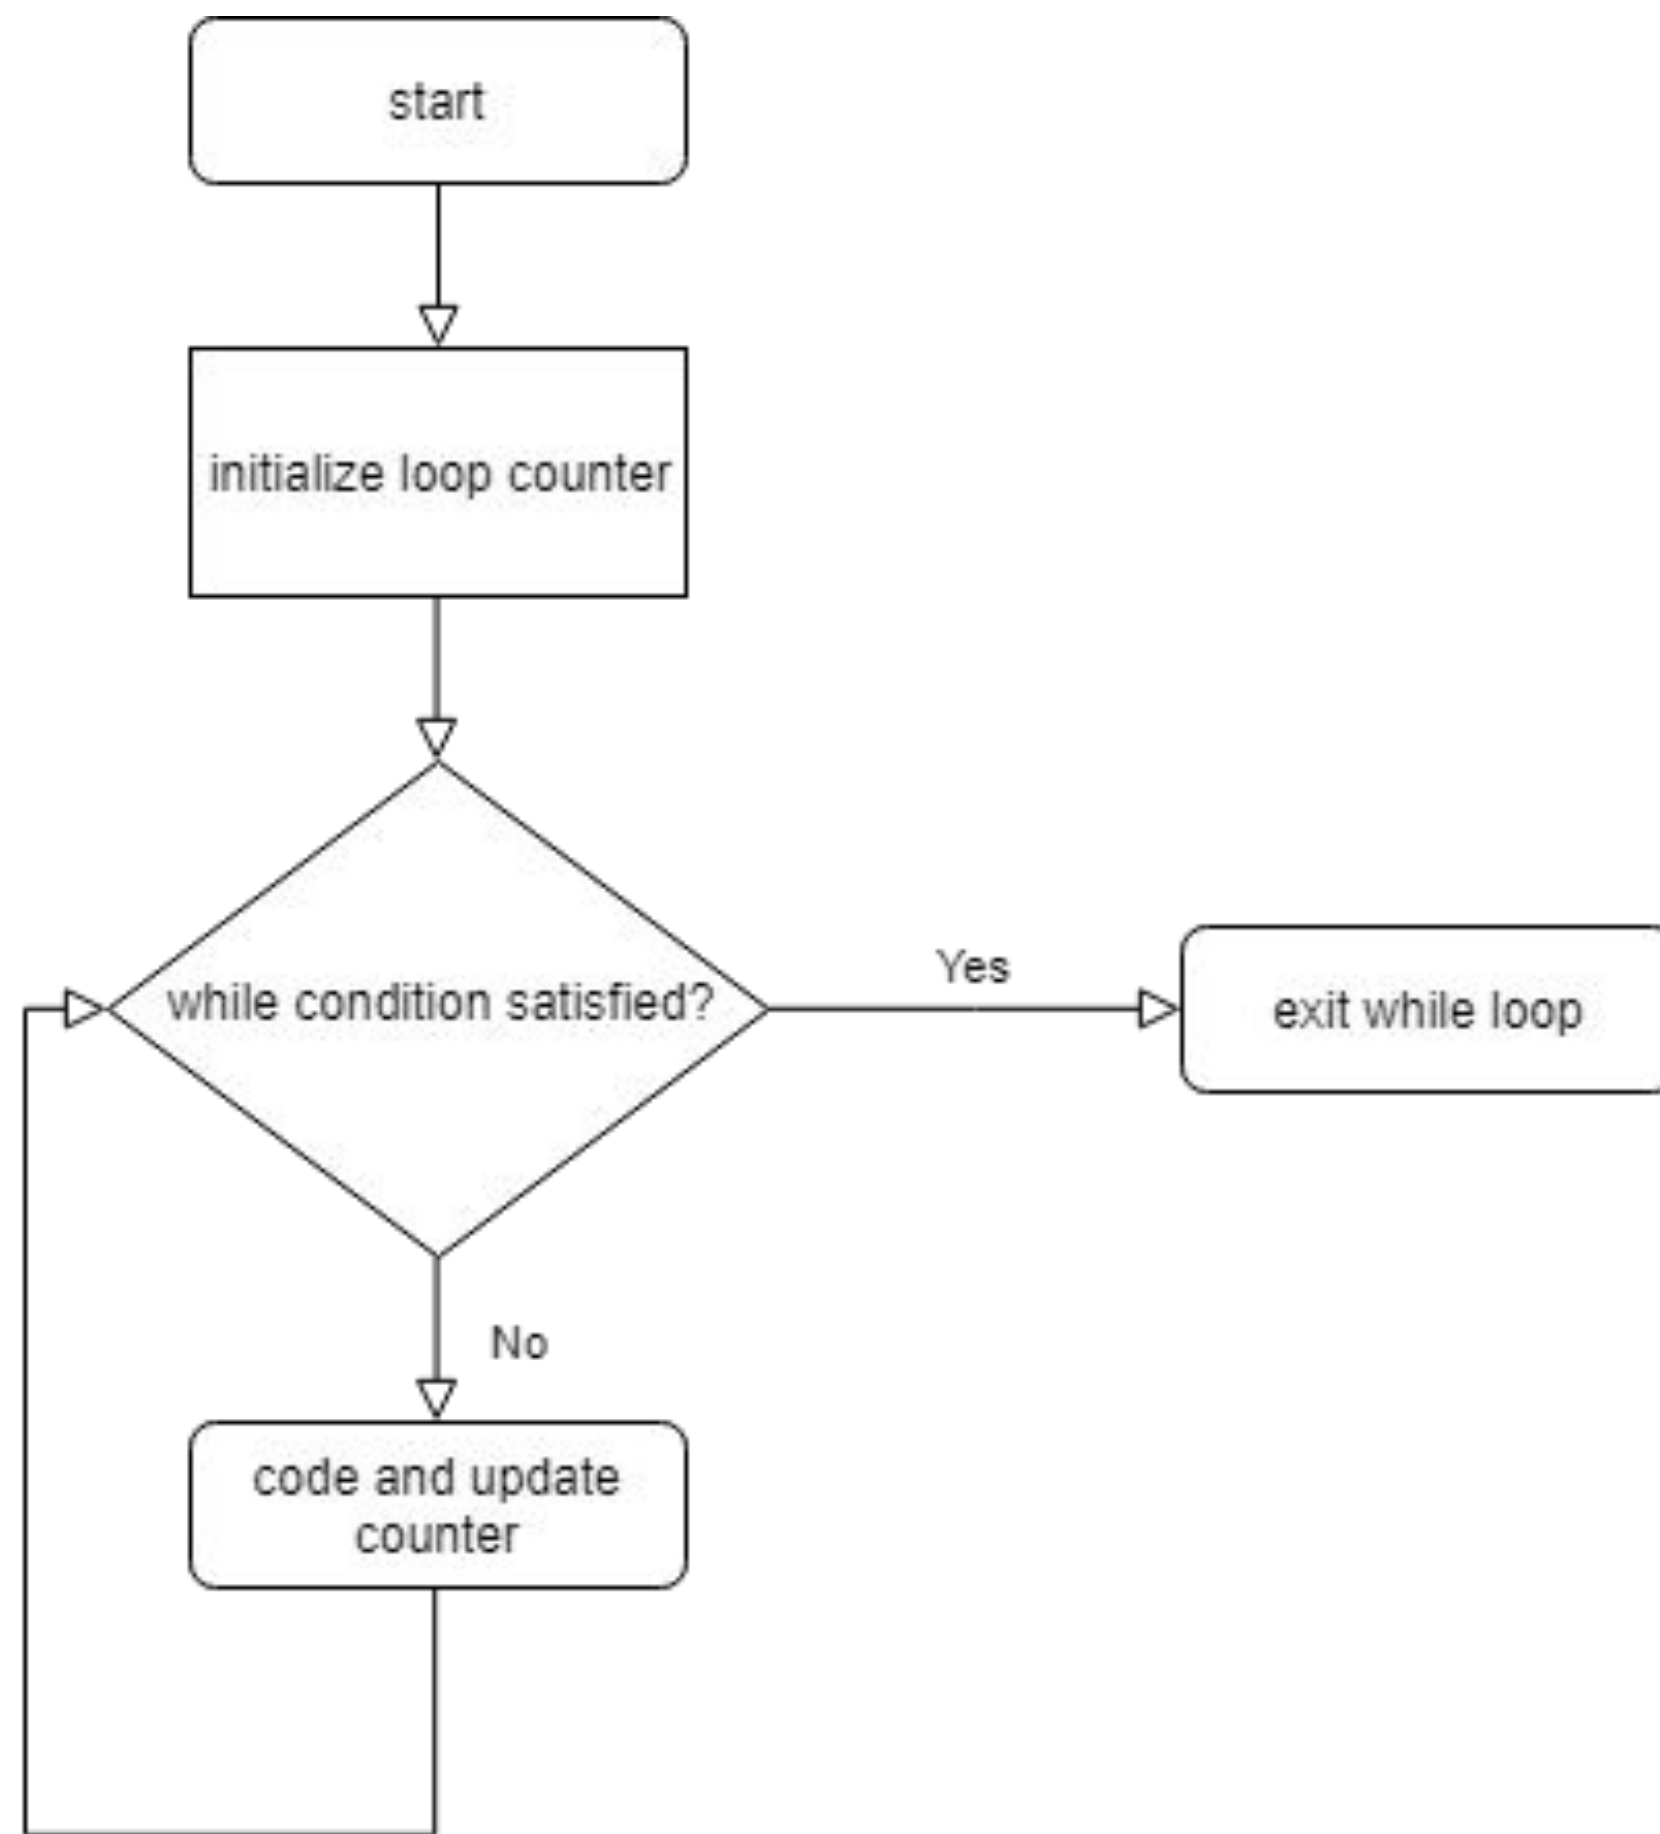 start
initialize loop counter
while condition satisfied?
Yes
exit while loop
No
code and update
counter